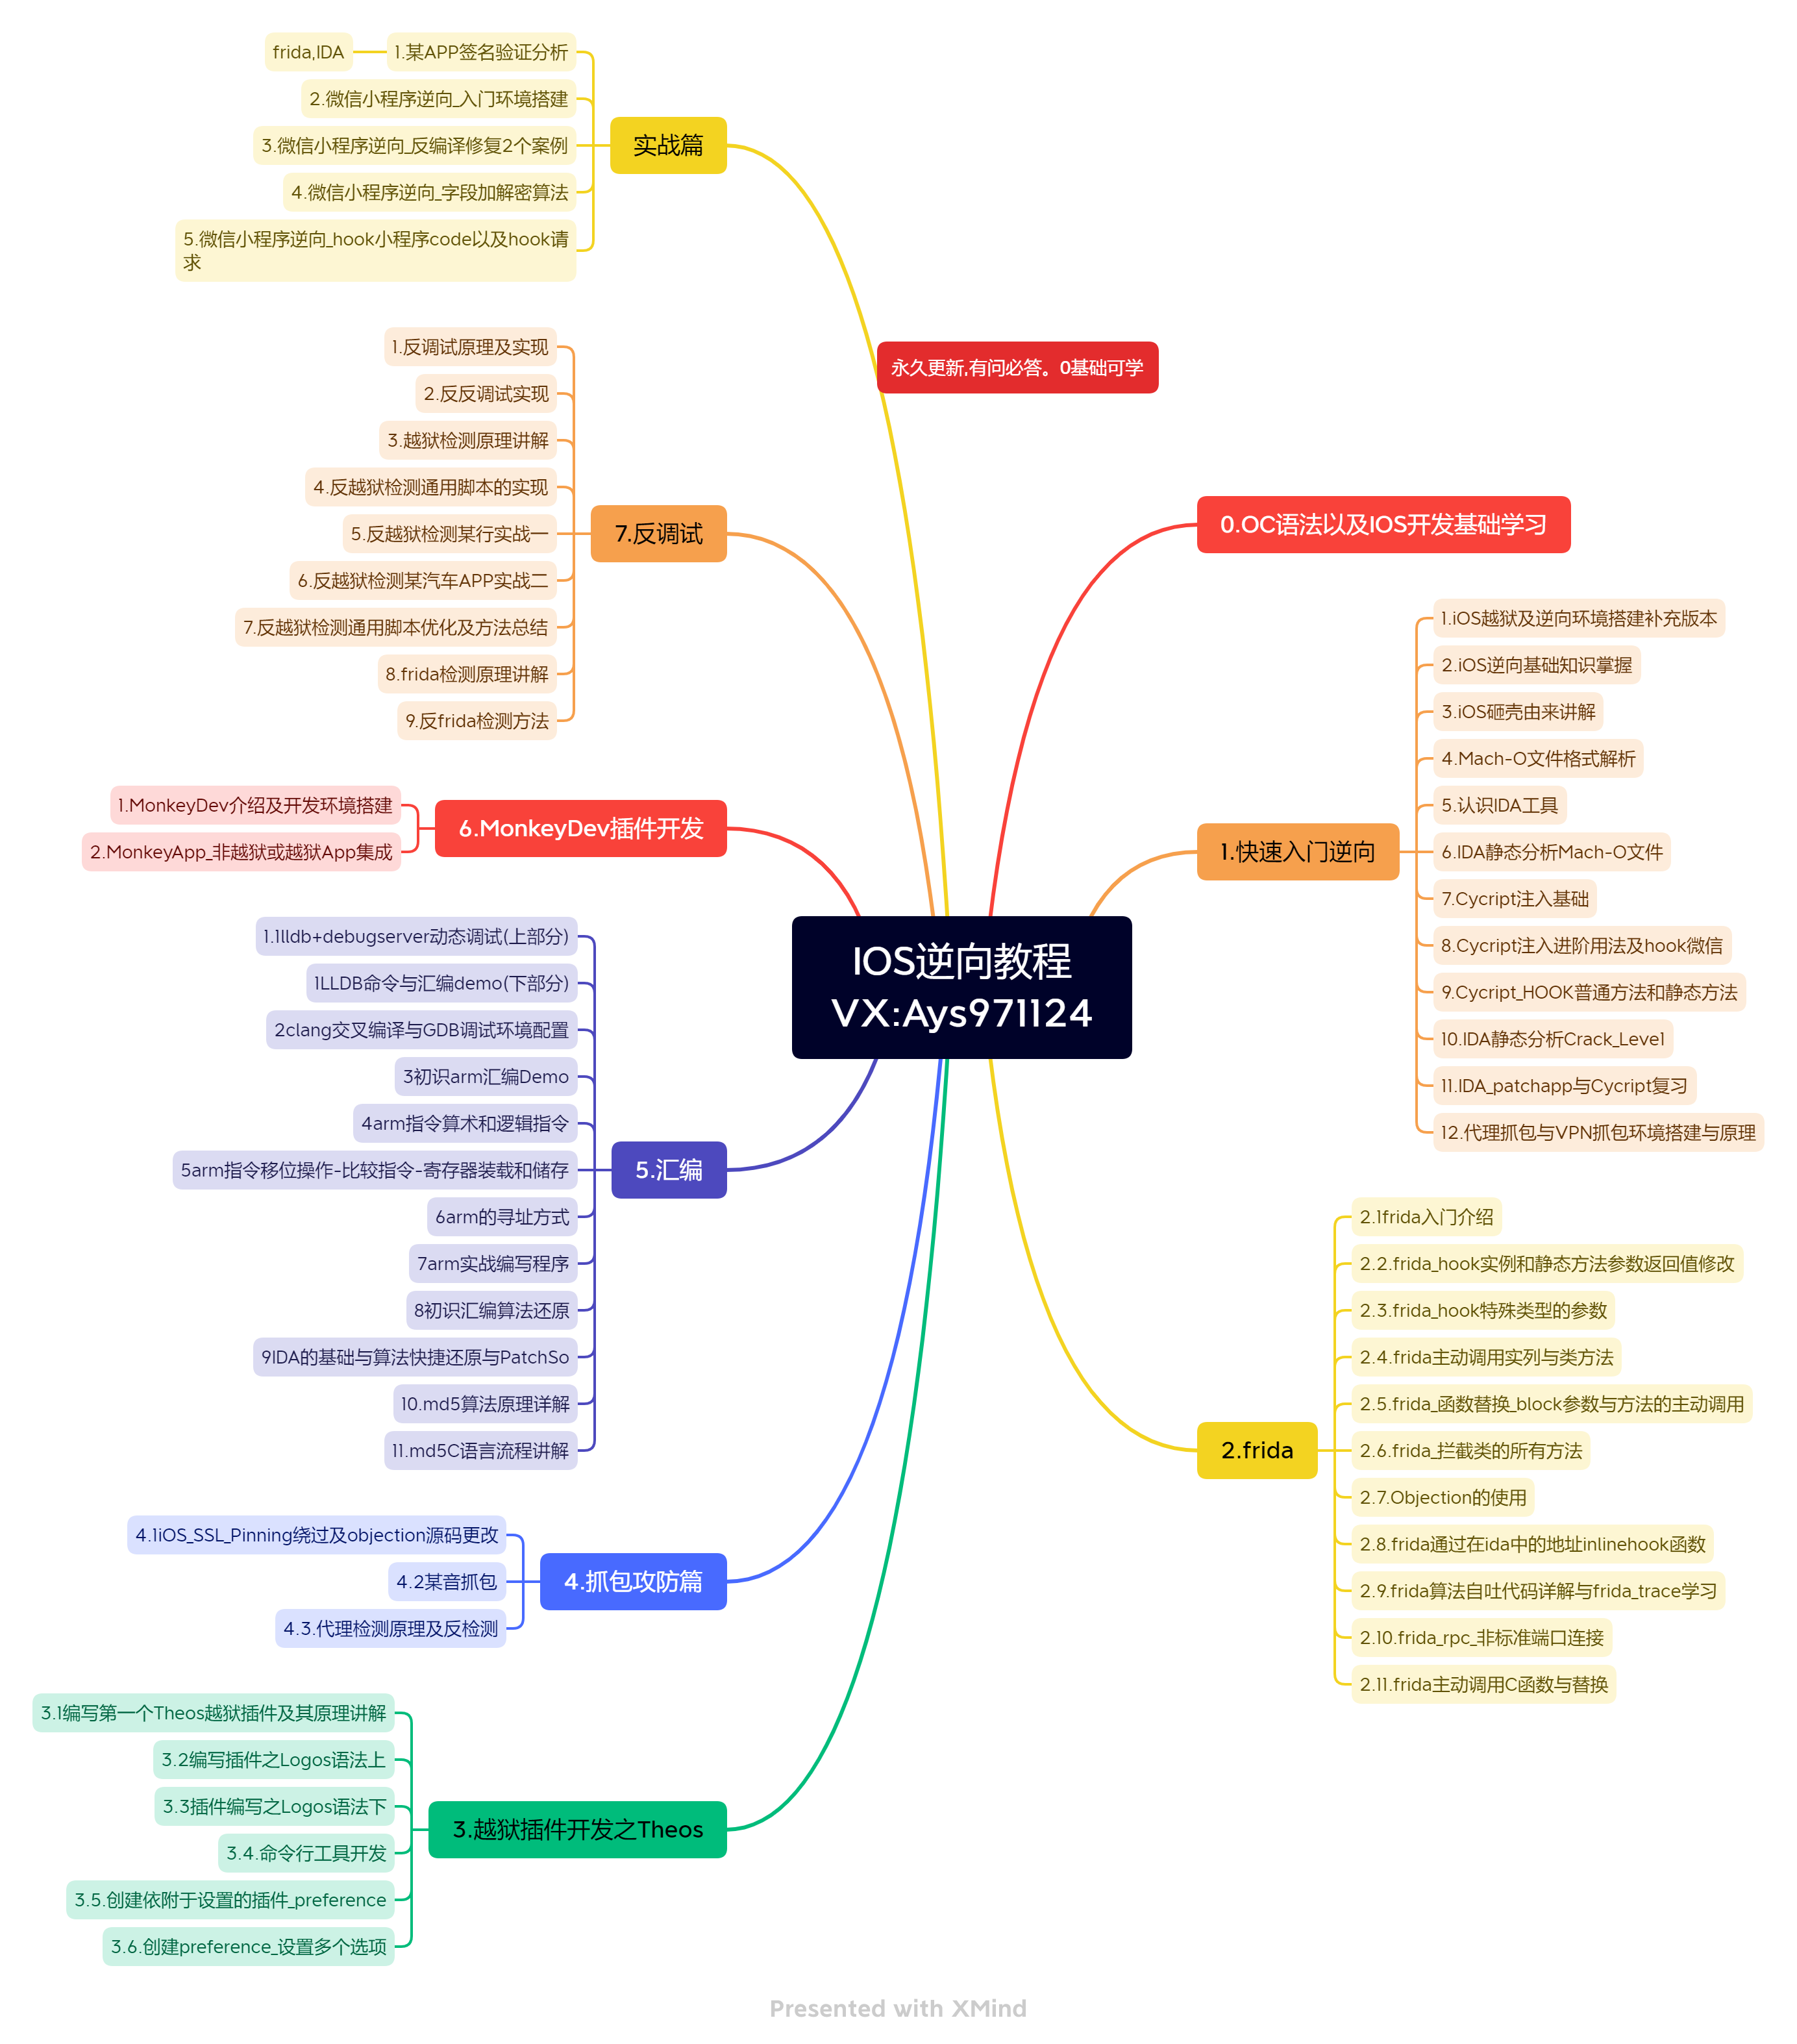 IOS逆向教程
VX:Ays971124
永久更新,有问必答。0基础可学
0.OC语法以及IOS开发基础学习
1.快速入门逆向
1.iOS越狱及逆向环境搭建补充版本
2.iOS逆向基础知识掌握
3.iOS砸壳由来讲解
4.Mach-O文件格式解析
5.认识IDA工具
6.IDA静态分析Mach-O文件
7.Cycript注入基础
8.Cycript注入进阶用法及hook微信
9.Cycript_HOOK普通方法和静态方法
10.IDA静态分析Crack_Level
11.IDA_patchapp与Cycript复习
12.代理抓包与VPN抓包环境搭建与原理
2.frida
2.1frida入门介绍
2.2.frida_hook实例和静态方法参数返回值修改
2.3.frida_hook特殊类型的参数
2.4.frida主动调用实列与类方法
2.5.frida_函数替换_block参数与方法的主动调用
2.6.frida_拦截类的所有方法
2.7.Objection的使用
2.8.frida通过在ida中的地址inlinehook函数
2.9.frida算法自吐代码详解与frida_trace学习
2.10.frida_rpc_非标准端口连接
2.11.frida主动调用C函数与替换
3.越狱插件开发之Theos
3.1编写第一个Theos越狱插件及其原理讲解
3.2编写插件之Logos语法上
3.3插件编写之Logos语法下
3.4.命令行工具开发
3.5.创建依附于设置的插件_preference
3.6.创建preference_设置多个选项
4.抓包攻防篇
4.1iOS_SSL_Pinning绕过及objection源码更改
4.2某音抓包
4.3.代理检测原理及反检测
5.汇编
1.1lldb+debugserver动态调试(上部分)
1LLDB命令与汇编demo(下部分)
2clang交叉编译与GDB调试环境配置
3初识arm汇编Demo
4arm指令算术和逻辑指令
5arm指令移位操作-比较指令-寄存器装载和储存
6arm的寻址方式
7arm实战编写程序
8初识汇编算法还原
9IDA的基础与算法快捷还原与PatchSo
10.md5算法原理详解
11.md5C语言流程讲解
6.MonkeyDev插件开发
1.MonkeyDev介绍及开发环境搭建
2.MonkeyApp_非越狱或越狱App集成
7.反调试
1.反调试原理及实现
2.反反调试实现
3.越狱检测原理讲解
4.反越狱检测通用脚本的实现
5.反越狱检测某行实战一
6.反越狱检测某汽车APP实战二
7.反越狱检测通用脚本优化及方法总结
8.frida检测原理讲解
9.反frida检测方法
实战篇
1.某APP签名验证分析
frida,IDA
2.微信小程序逆向_入门环境搭建
3.微信小程序逆向_反编译修复2个案例
4.微信小程序逆向_字段加解密算法
5.微信小程序逆向_hook小程序code以及hook请
求
Presented with XMind